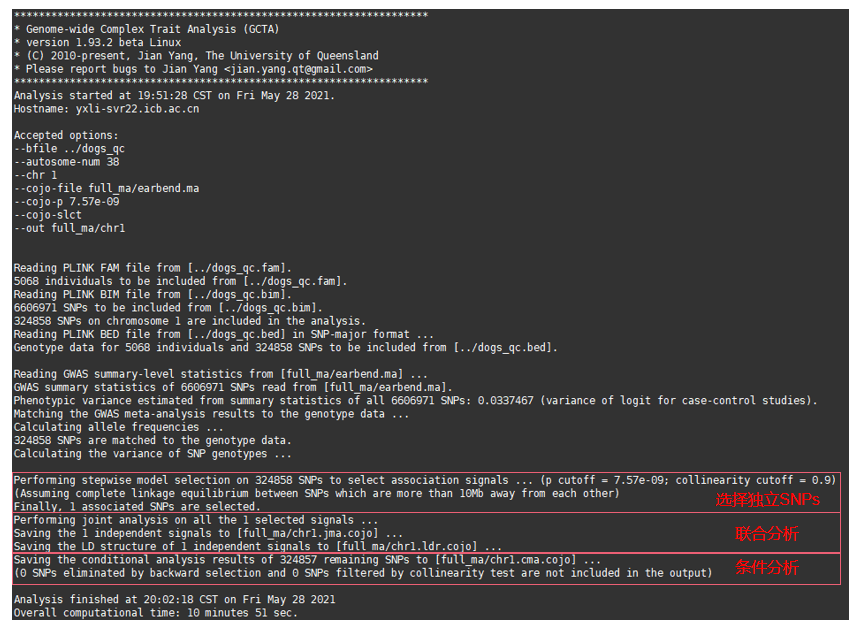 *******************************************************************
* Genome-wide Complex Trait Analysis (GCTA)
* version 1.93.2 beta Linux
* (C) 2010-present, Jian Yang, The University of Queensland
* Please report bugs to Jian Yang <jian.yang.qt@gmail.com>
*******************************************************************
Analysis started at 19:51:28 CST on Fri May 28 2021.
Hostname: yxli-svr22.icb.ac.cn
Accepted options:
--bfile ../dogs_qc
--autosome-num 38
--chr 1
--cojo-file full_ma/earbend.ma
--cojo-p 7.57e-09
--cojo-slct
--out full_ma/chr1
Reading PLINK FAM file from [../dogs_qc.fam].
5068 individuals to be included from [../dogs_qc.fam].
Reading PLINK BIM file from [../dogs_qc.bim].
6606971 SNPs to be included from [../dogs_qc.bim].
324858 SNPs on chromosome 1 are included in the analysis.
Reading PLINK BED file from [../dogs_qc.bed] in SNP-major format ...
Genotype data for 5068 individuals and 324858 SNPs to be included from [../dogs_qc.bed].
Reading GWAS summary-level statistics from [full_ma/earbend.ma] ...
GWAS summary statistics of 6606971 SNPs read from [full_ma/earbend.ma].
Phenotypic variance estimated from summary statistics of all 6606971 SNPs: 0.0337467 (variance of logit for case-control studies).
Matching the GWAS meta-analysis results to the genotype data ...
Calculating allele frequencies ...
324858 SNPs are matched to the genotype data.
Calculating the variance of SNP genotypes ...
Performing stepwise model selection on 324858 SNPs to select association signals ... (p cutoff = 7.57e-09; collinearity cutoff = 0.9)
(Assuming complete linkage equilibrium between SNPs which are more than 10Mb away from each other)
选择独立SNPs
Finally, 1 associated SNPs are selected.
Performing joint analysis on all the 1 selected signals ...
Saving the 1 independent signals to [full_ma/chr1.jma.cojo] ...
联合分析
Saving the LD structure of 1 independent signals to [full_ma/chr1.ldr.cojo] ...
Saving the conditional analysis results of 324857 remaining SNPs to [full_ma/chr1.cma.cojo] ...
条件分析
(0 SNPs eliminated by backward selection and 0 SNPs filtered by collinearity test are not included in the output)
Analysis finished at 20:02:18 CST on Fri May 28 2021
Overall computational time: 10 minutes 51 sec.